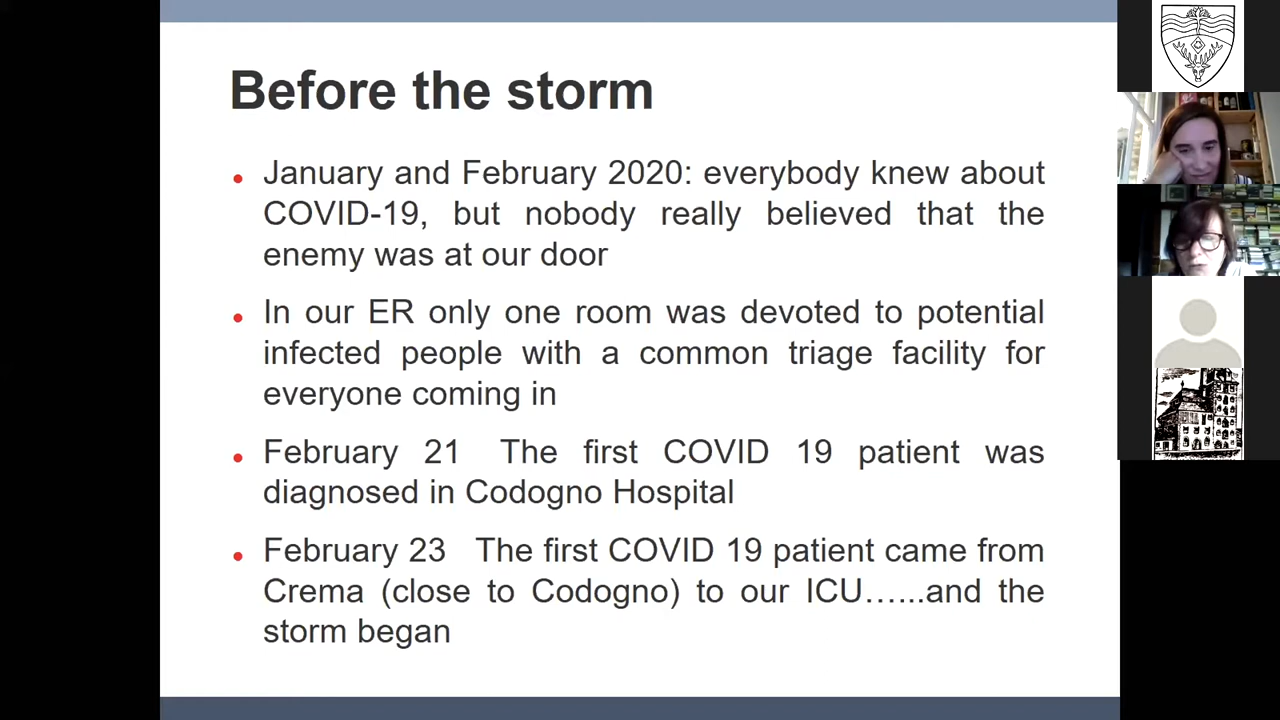 Before the storm
January and February 2020: everybody knew about
COVID-19, but nobody really believed that the
enemy was at our door
In our ER only one room was devoted to potential
infected people with a common triage facility for
everyone coming in
February 21 The first COVID 19 patient was
diagnosed in Codogno Hospital
February 23 The first COVID 19 patient came from
Crema (close to Codogno) to our ICU…...and the
storm began